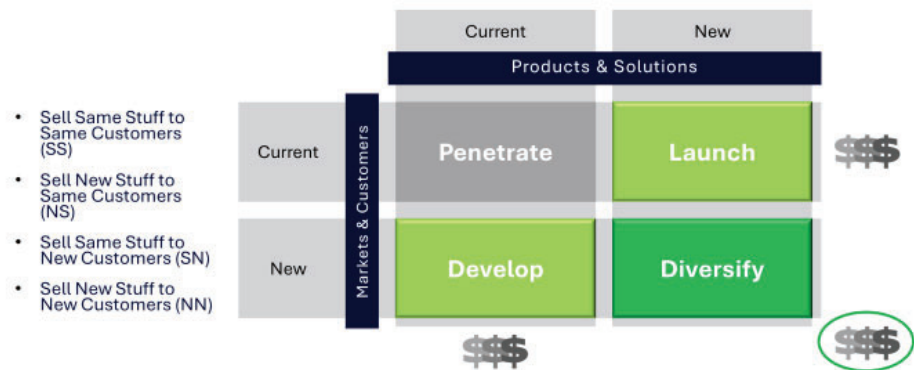 Current
New
Products & Solutions
• Sell Same Stuff to
Same Customers
(SS)
• Sell New Stuff to
Same Customers
(NS)
• Sell Same Stuff to
New Customers (SN)
• Sell New Stuff to
New Customers (NN)
Markets & Customers
Current
Penetrate
Launch
$$$
New
Develop
Diversify
$$$
$$$